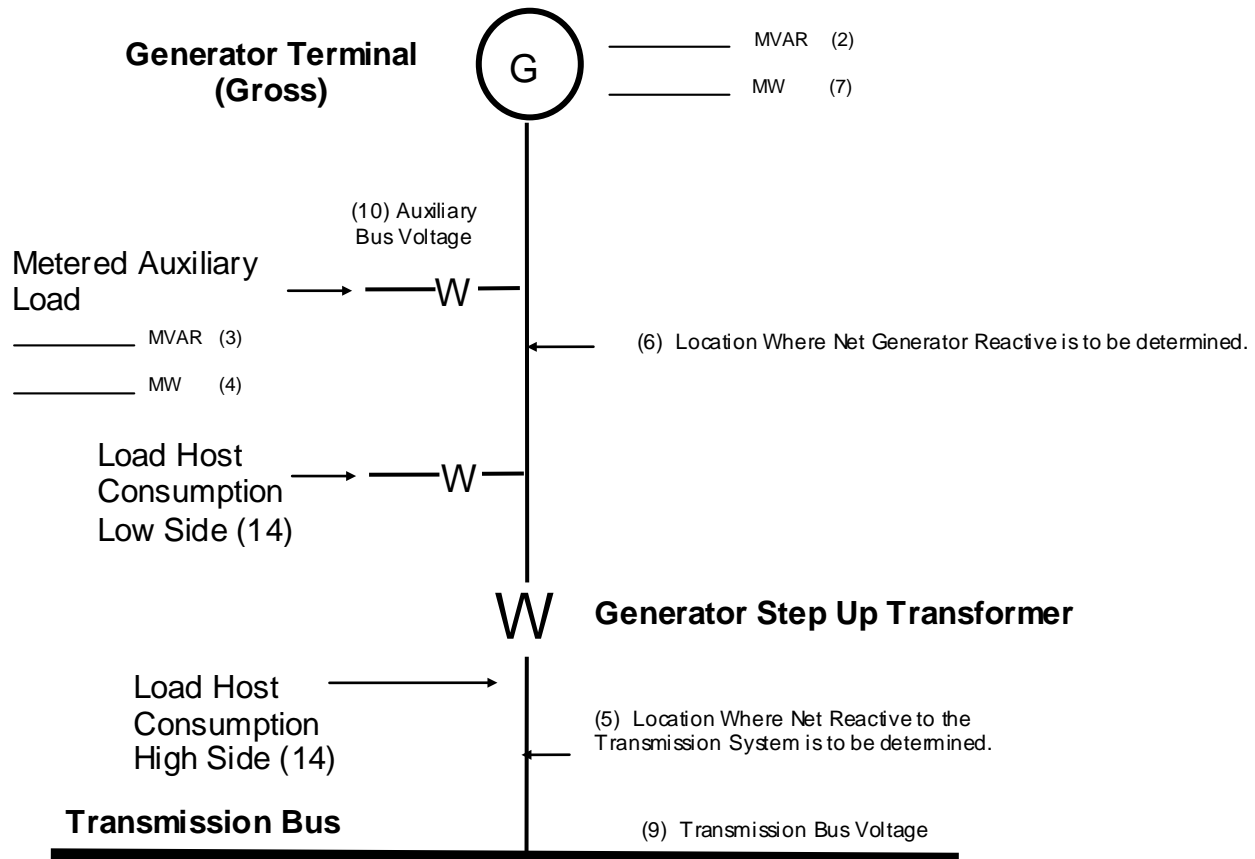 Generator Terminal
(Gross)
G
MVAR (2)
MW (7)
(10) Auxiliary
Bus Voltage
Metered Auxiliary
Load
W
MVAR (3)
MW (4)
(6) Location Where Net Generator Reactive is to be determined.
Load Host
Consumption
Low Side (14)
W
W
Generator Step Up Transformer
Load Host
Consumption
High Side (14)
(5) Location Where Net Reactive to the
Transmission System is to be determined.
Transmission Bus
(9) Transmission Bus Voltage